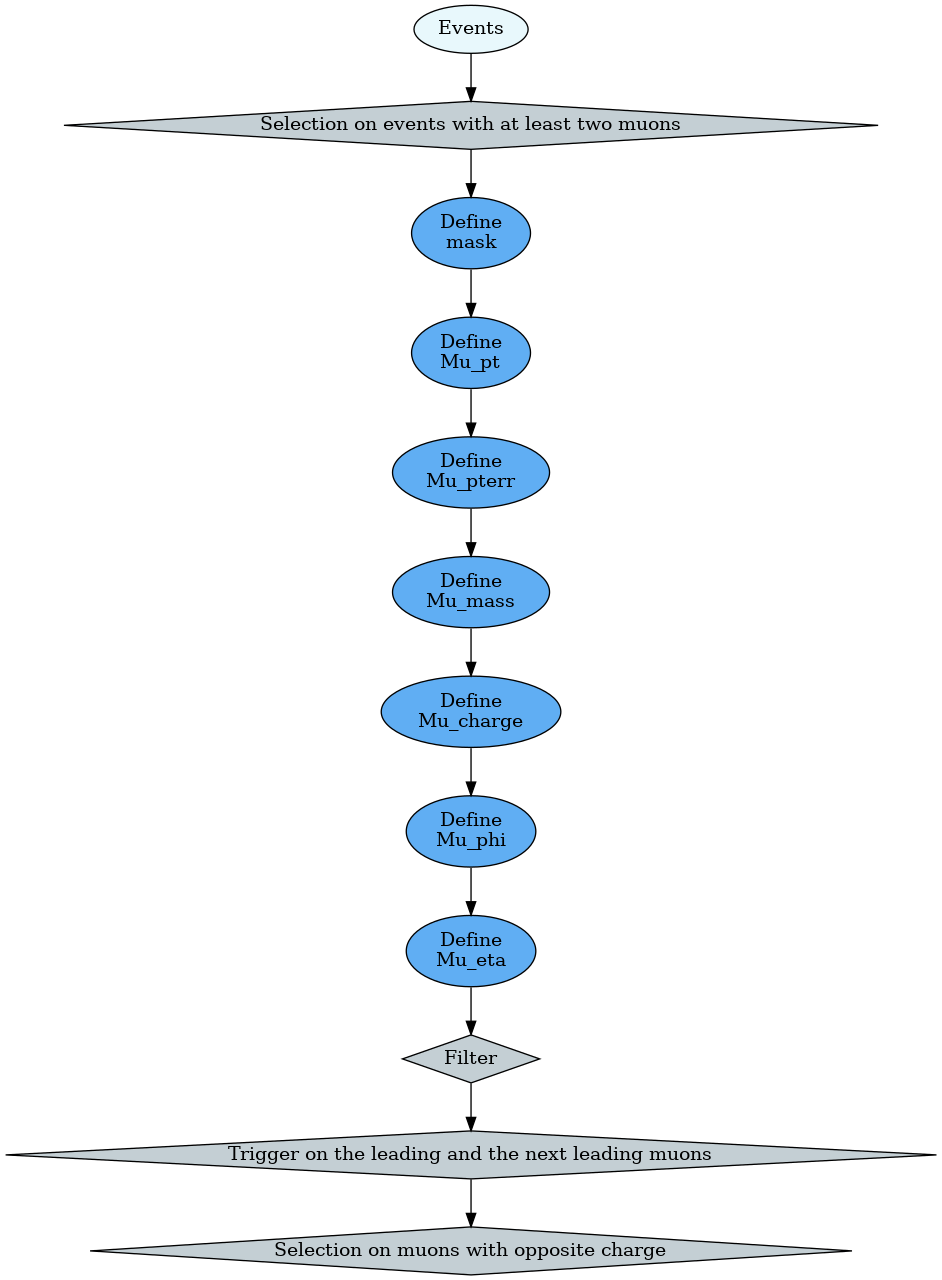 Events
Selection on events with at least two muons
Define
mask
Define
Mu_pt
Define
Mu_pterr
Define
Mu_mass
Define
Mu_charge
Define
Mu_phi
Define
Mu_eta
Filter
Trigger on the leading and the next leading muons
Selection on muons with opposite charge